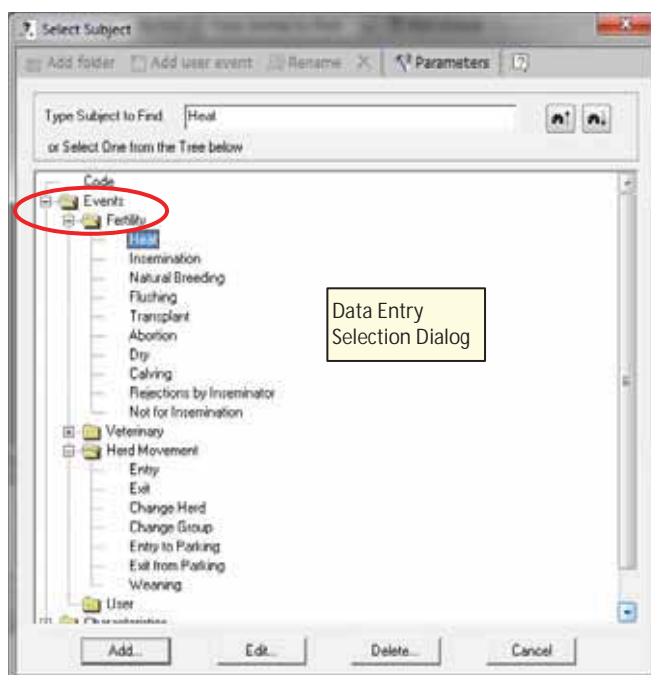 Select Subject
Add folder Add user event Rename Parameters
Type Subject to Find Heat
or Select One from the Tree below
Code
Events
Fertility
Heat
Insemination
Natural Breeding
Flushing
Transplant
Abortion
Dry
Calving
Rejections by Inseminator
Not for Insemination
Veterinary
Herd Movement
Entry
Exit
Change Herd
Change Group
Entry to Parking
Exit from Parking
Weaning
User
Characteristics
Data Entry
Selection Dialog
Add... Edit... Delete... Cancel